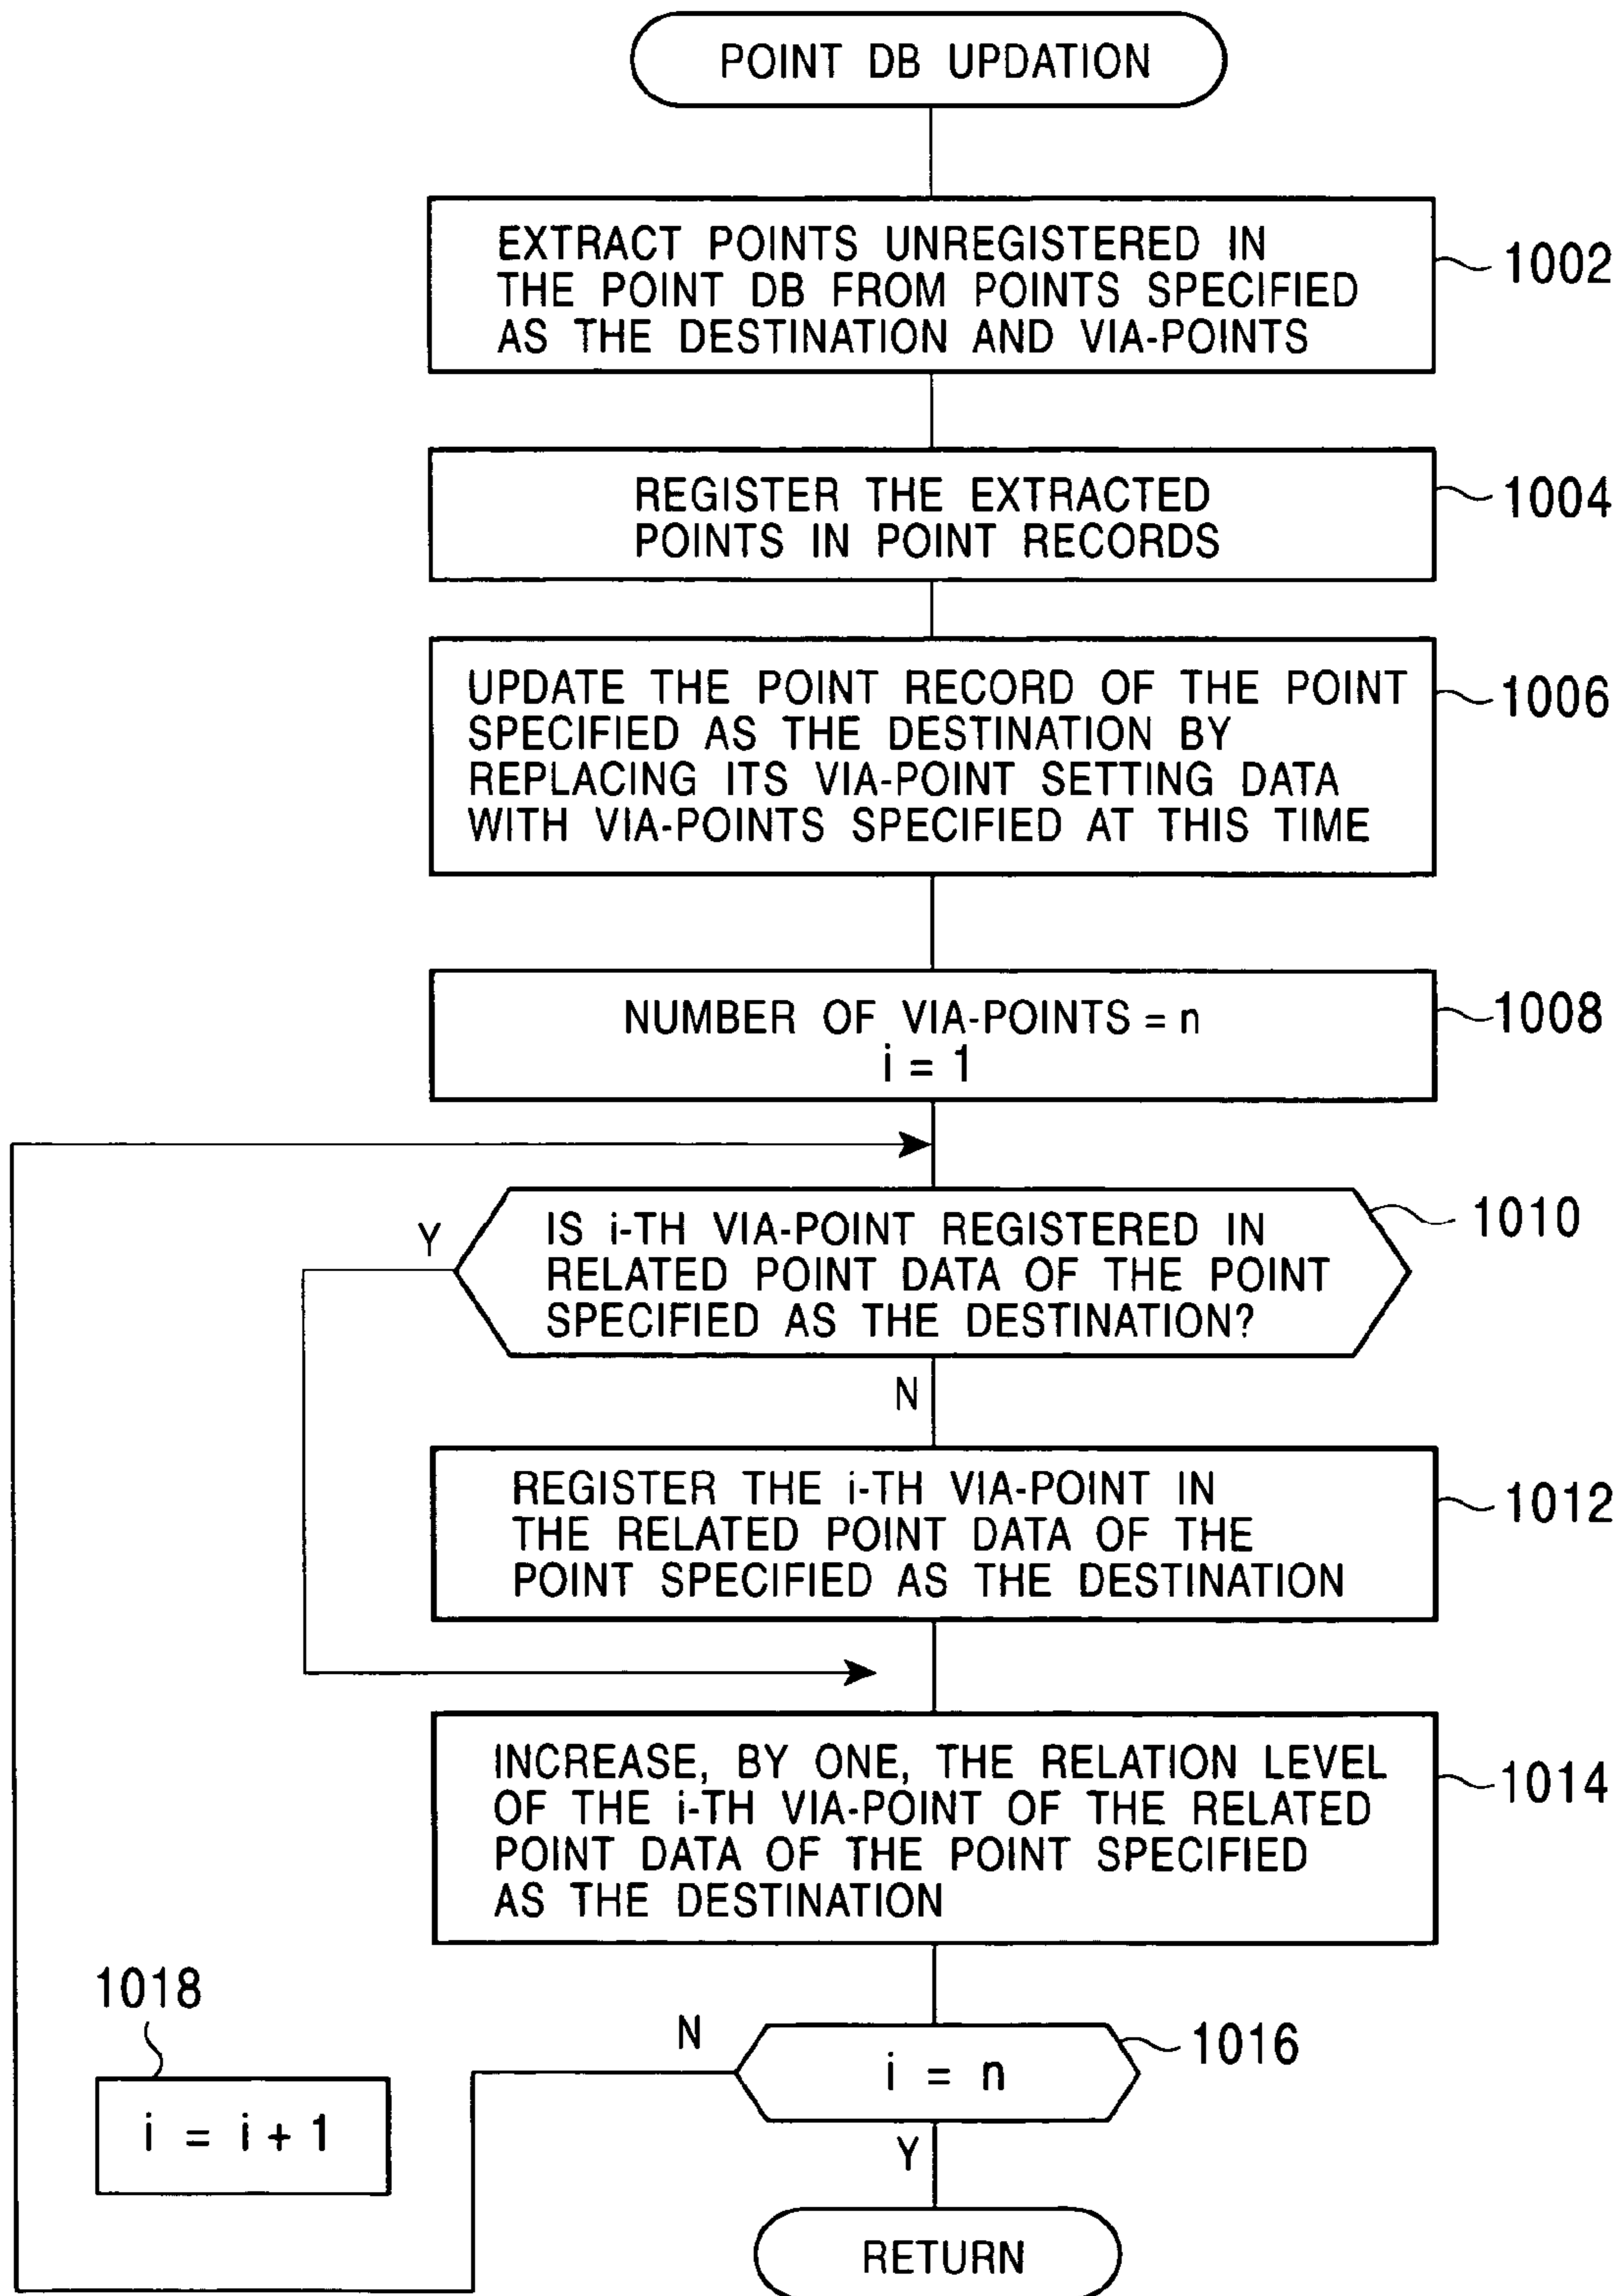 POINT DB UPDATION
EXTRACT POINTS UNREGISTERED IN
THE POINT DB FROM POINTS SPECIFIED
AS THE DESTINATION AND VIA-POINTS
1002
REGISTER THE EXTRACTED
POINTS IN POINT RECORDS
1004
UPDATE THE POINT RECORD OF THE POINT
SPECIFIED AS THE DESTINATION BY
REPLACING ITS VIA-POINT SETTING DATA
WITH VIA-POINTS SPECIFIED AT THIS TIME
1006
NUMBER OF VIA-POINTS = n
i = 1
1008
Y
IS i-TH VIA-POINT REGISTERED IN
RELATED POINT DATA OF THE POINT
SPECIFIED AS THE DESTINATION?
1010
N
REGISTER THE i-TH VIA-POINT IN
THE RELATED POINT DATA OF THE
POINT SPECIFIED AS THE DESTINATION
1012
INCREASE, BY ONE, THE RELATION LEVEL
OF THE i-TH VIA-POINT OF THE RELATED
POINT DATA OF THE POINT SPECIFIED
AS THE DESTINATION
1014
1018
i = i + 1
N
i = n
1016
Y
RETURN